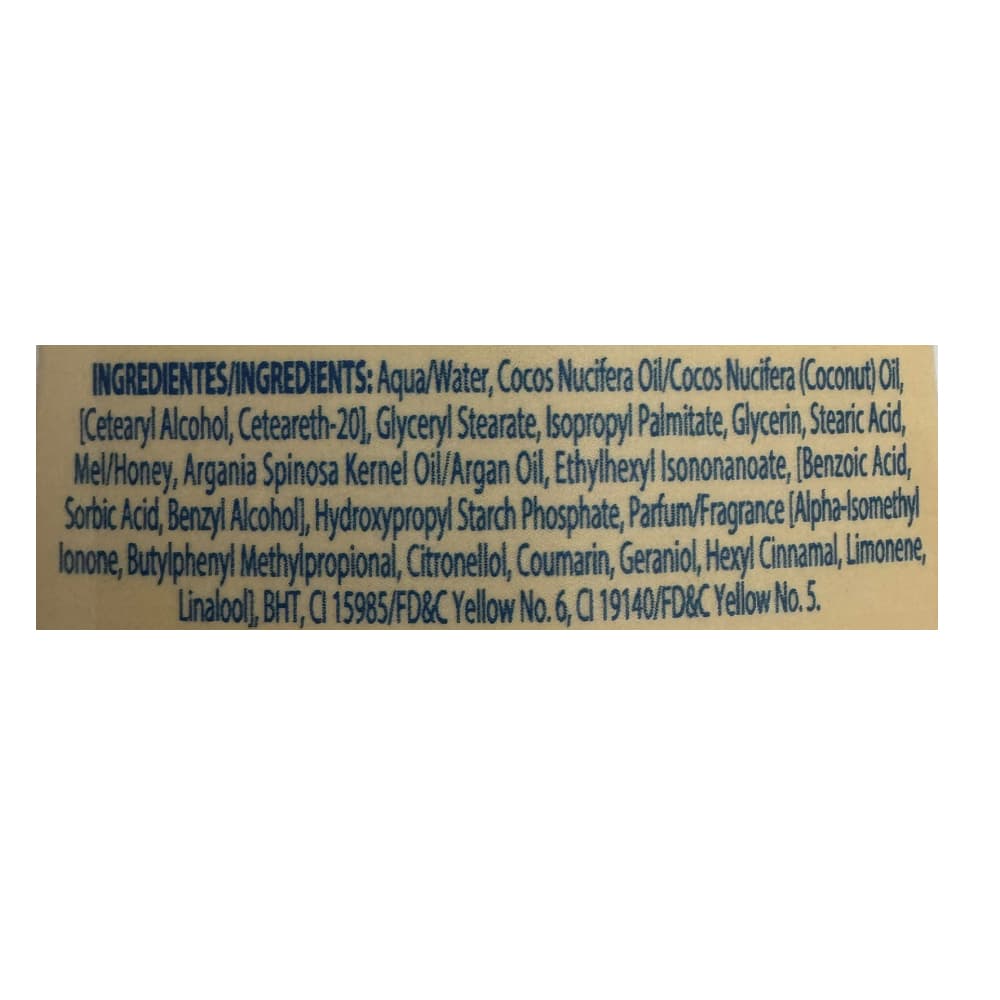 INGREDIENTES/INGREDIENTS: Aqua/Water, Cocos Nucifera Oil/Cocos Nucifera (Coconut) Oil,
[Cetearyl Alcohol, Ceteareth-20], Glyceryl Stearate, Isopropyl Palmitate, Glycerin, Stearic Acid,
Mel/Honey, Argania Spinosa Kernel Oil/Argan Oil, Ethylhexyl Isononanoate, [Benzoic Acid,
Sorbic Acid, Benzyl Alcohol], Hydroxypropyl Starch Phosphate, Parfum/Fragrance [Alpha-Isomethyl
Ionone, Butylphenyl Methylpropional, Citronellol, Coumarin, Geraniol, Hexyl Cinnamal, Limonene,
Linalool], BHT, CI 15985/FD&C Yellow No. 6, CI 19140/FD&C Yellow No. 5.